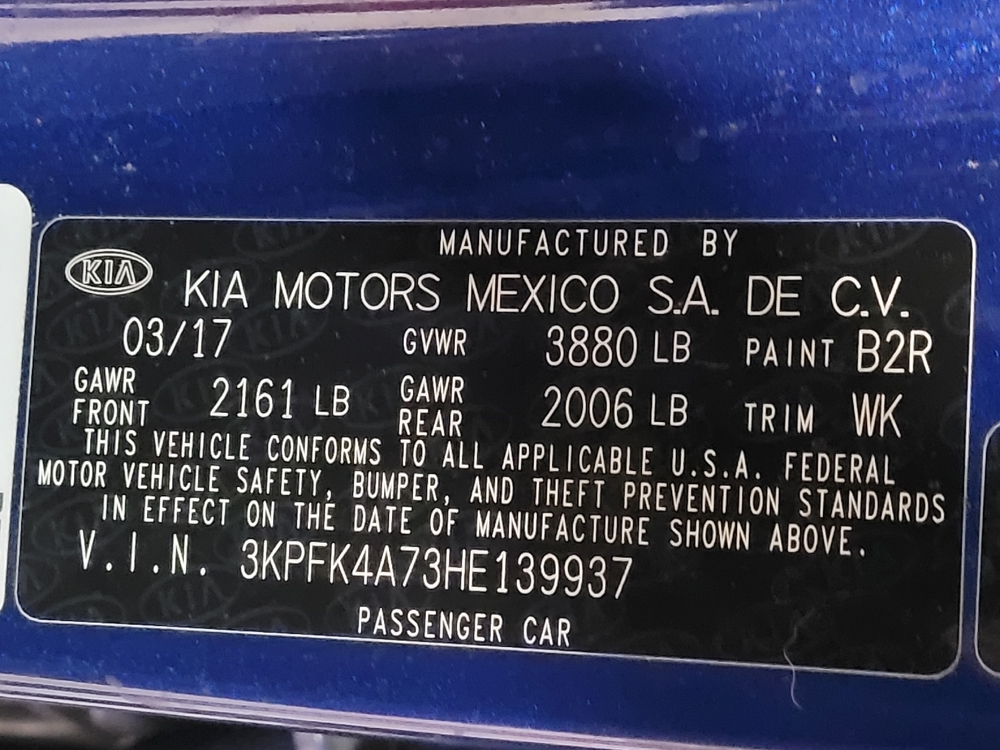 MANUFACTURED BY
KIA KIA MOTORS MEXICO S.A. DE C.V.
03/17 GVWR 3880 LB PAINT B2R
GAWR FRONT 2161 LB GAWR REAR 2006 LB TRIM WK
THIS VEHICLE CONFORMS TO ALL APPLICABLE U.S.A. FEDERAL
MOTOR VEHICLE SAFETY, BUMPER, AND THEFT PREVENTION STANDARDS
IN EFFECT ON THE DATE OF MANUFACTURE SHOWN ABOVE.
V.I.N. 3KPFK4A73HE139937
PASSENGER CAR